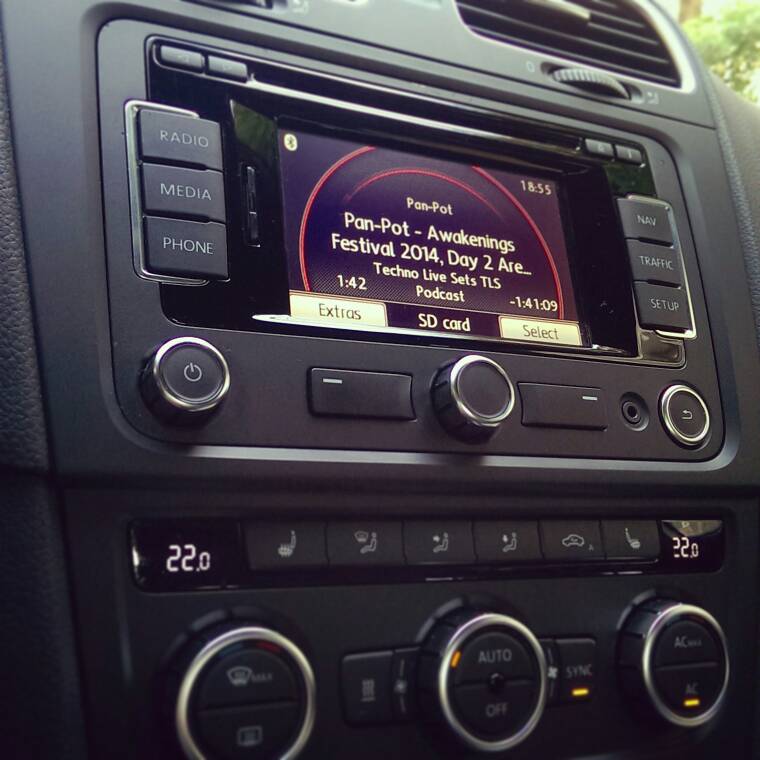 RADIO
MEDIA
PHONE
18:55
Pan-Pot
Pan-Pot - Awakenings
Festival 2014, Day 2 Are...
Techno Live Sets TLS
1:42
Podcast
-1:41:09
Extras
SD card
Select
NAV
TRAFFIC
SETUP
22.0
A
22.0
MAX
AUTO
OFF
SYNC
AC MAX
AC